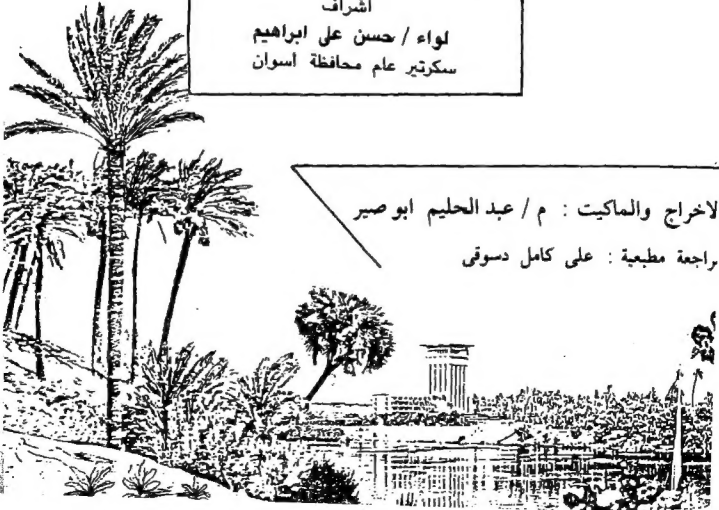 اشراف
لواء / حسن على ابراهيم
سكرتير عام محافظة أسوان
لاخراج والماكيت : م / عبد الحليم ابو صير
راجعة مطبعية : على كامل دسوقى